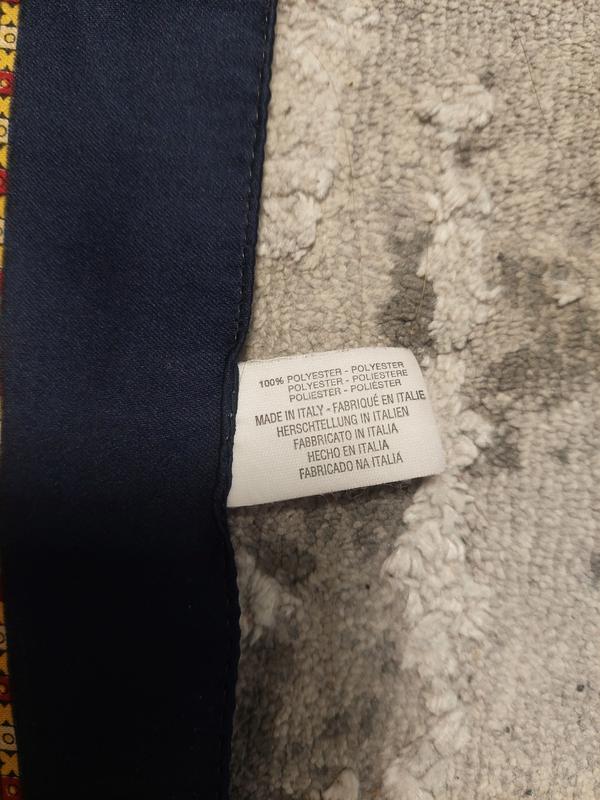 100% POLYESTER - POLYESTER
POLYESTER - POLIESTERE
POLIESTER - POLIÉSTER
MADE IN ITALY - FABRIQUÉ EN ITALIE
HERSCHTELLUNG IN ITALIEN
FABBRICATO IN ITALIA
HECHO EN ITALIA
FABRICADO NA ITALIA